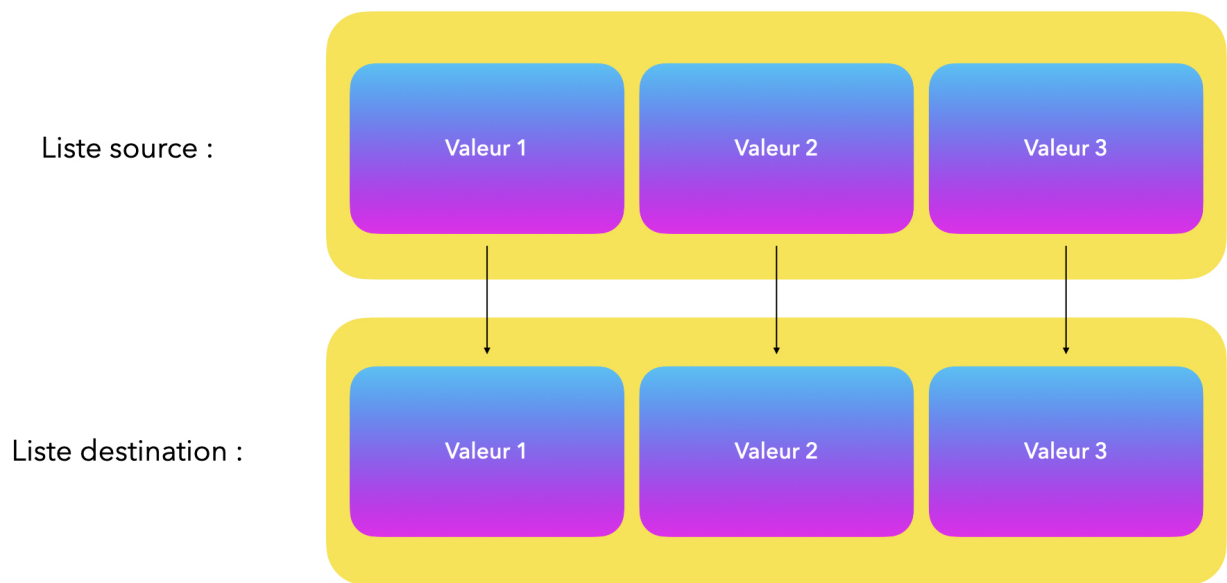 Liste source :
Valeur 1
Valeur 2
Valeur 3
Liste destination :
Valeur 1
Valeur 2
Valeur 3